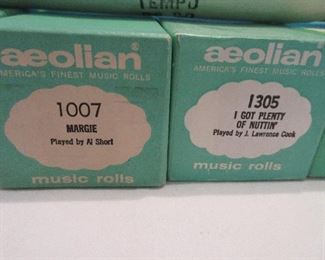 TEMPO
aeolian®
AMERICA'S FINEST MUSIC ROLLS
1007
MARGIE
Played by Al Short
music rolls
aeolian®
AMERICA'S FINEST MUSIC ROLLS
1305
I GOT PLENTY
OF NUTTIN'
Played by J. Lawrence Cook
music rolls